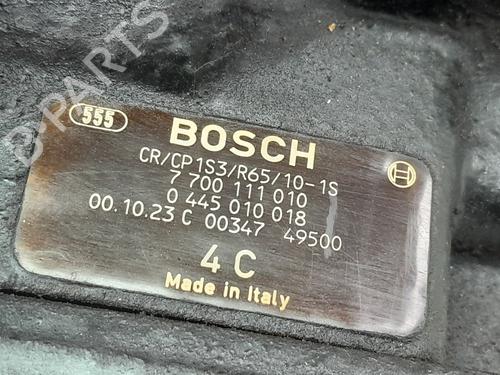 555
BOSCH
CR/CP1S3/R65/10-1S
7 700 111 010
0 445 010 018
00.10.23 C 00347 49500
4 C
Made in Italy